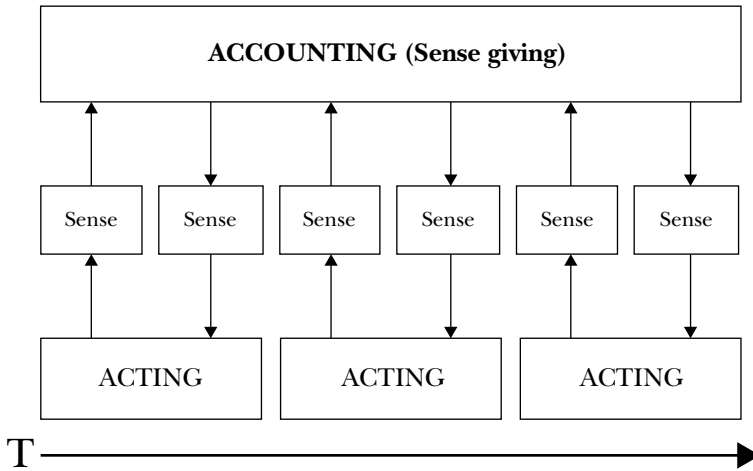 ACCOUNTING (Sense giving)
Sense Sense Sense Sense Sense Sense
ACTING ACTING ACTING
T